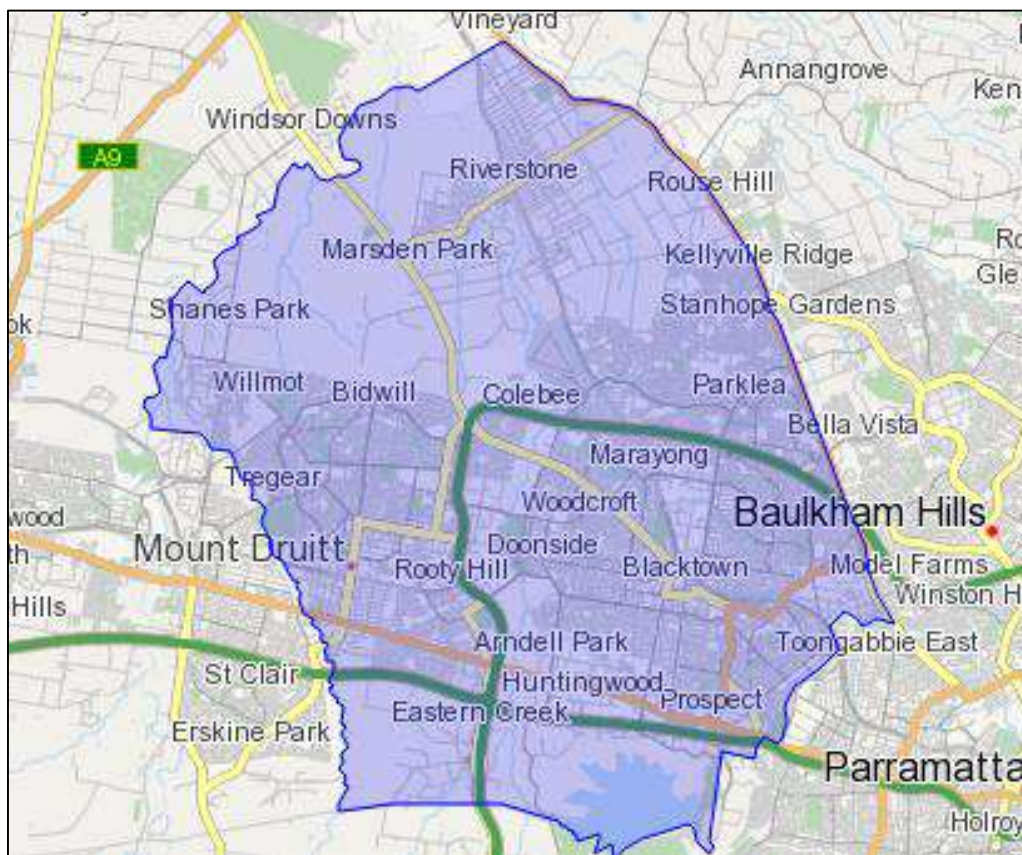 Vineyard
Annangrove
Ken
Windsor Downs
A9
Riverstone
Rouse Hill
Marsden Park
Kellyville Ridge
Ro
Gle
Shanes Park
Stanhope Gardens
ok
Willmot
Bidwill
Colebee
Parklea
Bella Vista
Marayong
Tregear
Woodcroft
wood
Baulkham Hills
th
Mount Druitt
Doonside
Rooty Hill
Blacktown
Model Farms
Hills
Winston H
Arndell Park
Toongabbie East
St Clair
Huntingwood
Prospect
Eastern Creek
Erskine Park
Parramatta
Holroy